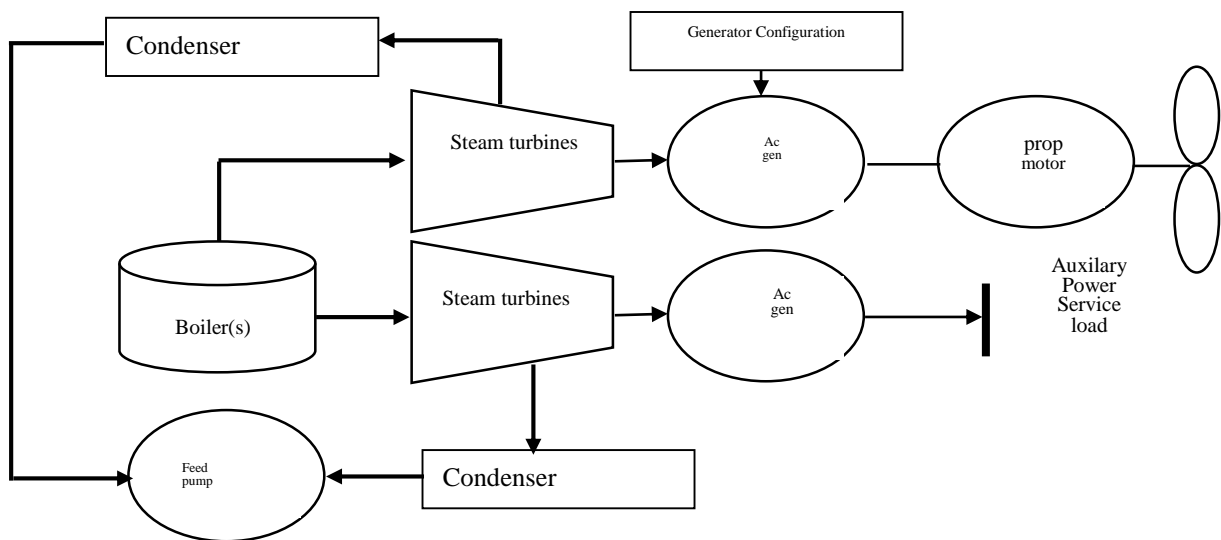 Condenser
Generator Configuration
Steam turbines
Ac
gen
prop
motor
Boiler(s)
Steam turbines
Ac
gen
Auxilary
Power
Service
load
Feed
pump
Condenser